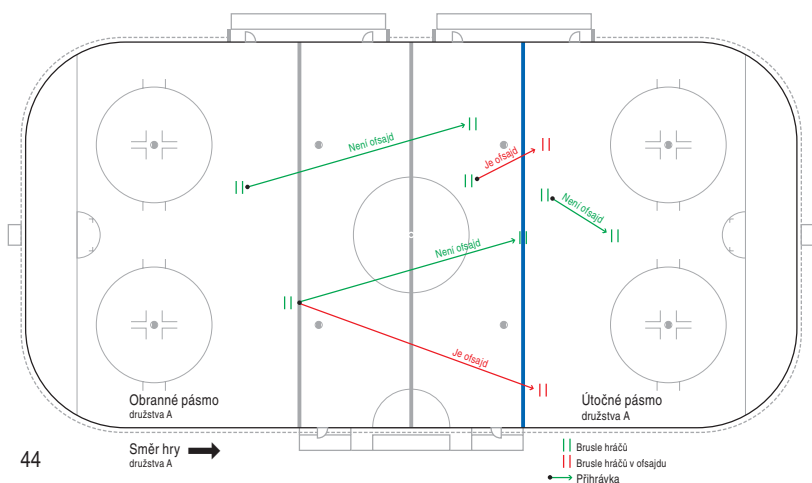 Není ofsajd
Je ofsajd
Není ofsajd
Není ofsajd
Je ofsajd
Obranné pásmo
družstva A
Útočné pásmo
družstva A
Směr hry
družstva A
Brusle hráčů
Brusle hráčů v ofsajdu
Přihrávka
44